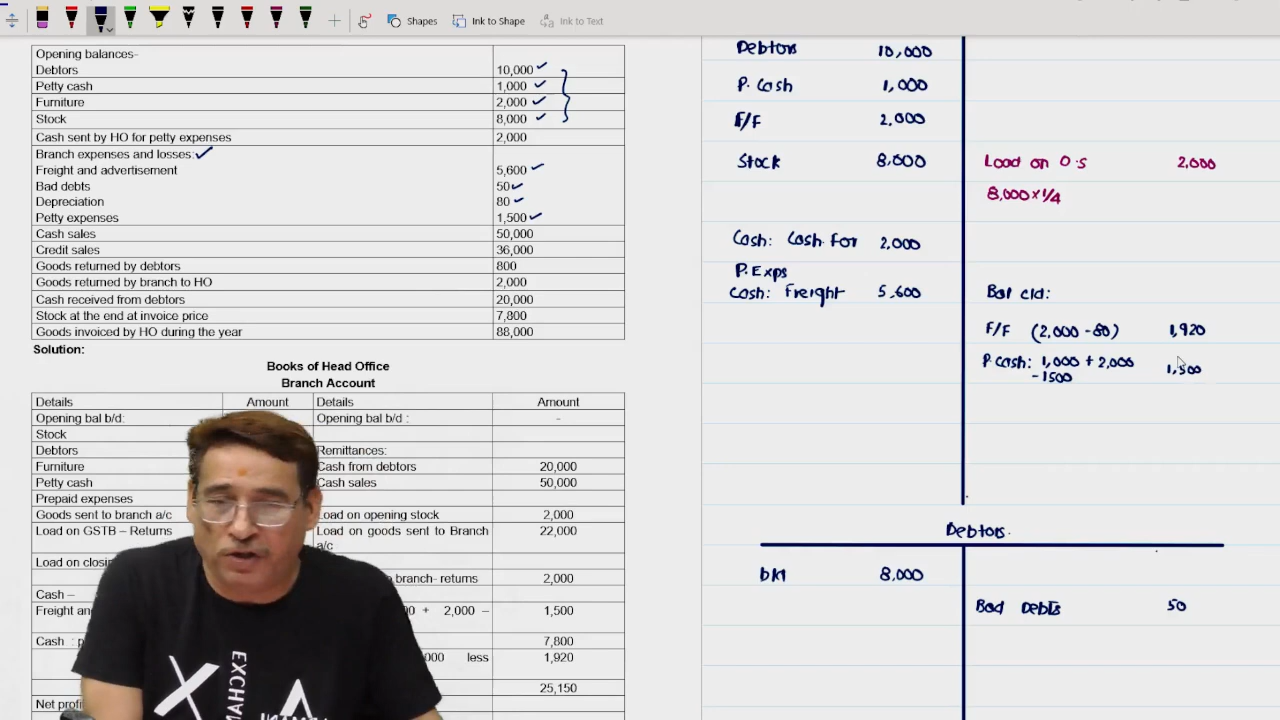 Shapes
Ink to Shape
Ink to Text
Opening balances-
Debtors 10,000
Petty cash 1,000
Furniture 2,000
Stock 8,000
Cash sent by HO for petty expenses 2,000
Branch expenses and losses:
Freight and advertisement 5,600
Bad debts 50
Depreciation 80
Petty expenses 1,500
Cash sales 50,000
Credit sales 36,000
Goods returned by debtors 800
Goods returned by branch to HO 2,000
Cash received from debtors 20,000
Stock at the end at invoice price 7,800
Goods invoiced by HO during the year 88,000
Solution:
Books of Head Office
Branch Account
Details Amount Details Amount
Opening bal b/d: Opening bal b/d : -
Stock
Debtors Remittances:
Furniture Cash from debtors 20,000
Petty cash Cash sales 50,000
Prepaid expenses
Goods sent to branch a/c Load on opening stock 2,000
Load on GSTB – Returns Load on goods sent to Branch 22,000
a/c
Load on closin
branch- returns 2,000
Cash –
Freight an 00 + 2,000 – 1,500
Cash : p 7,800
000 less 1,920
25,150
Net profi
Debtors 10,000
P. Cash 1,000
F/F 2,000
Stock 8,000 Load on O.S 2,000
8,000 × 1/4
Cash: Cash for 2,000
P. Exps
Cash: Freight 5,600 Bal c/d:
F/F (2,000 - 80) 1,920
P. Cash: 1,000 + 2,000 1,500
- 1500
Debtors
b/d 8,000
Bad Debts 50
EXCHAN